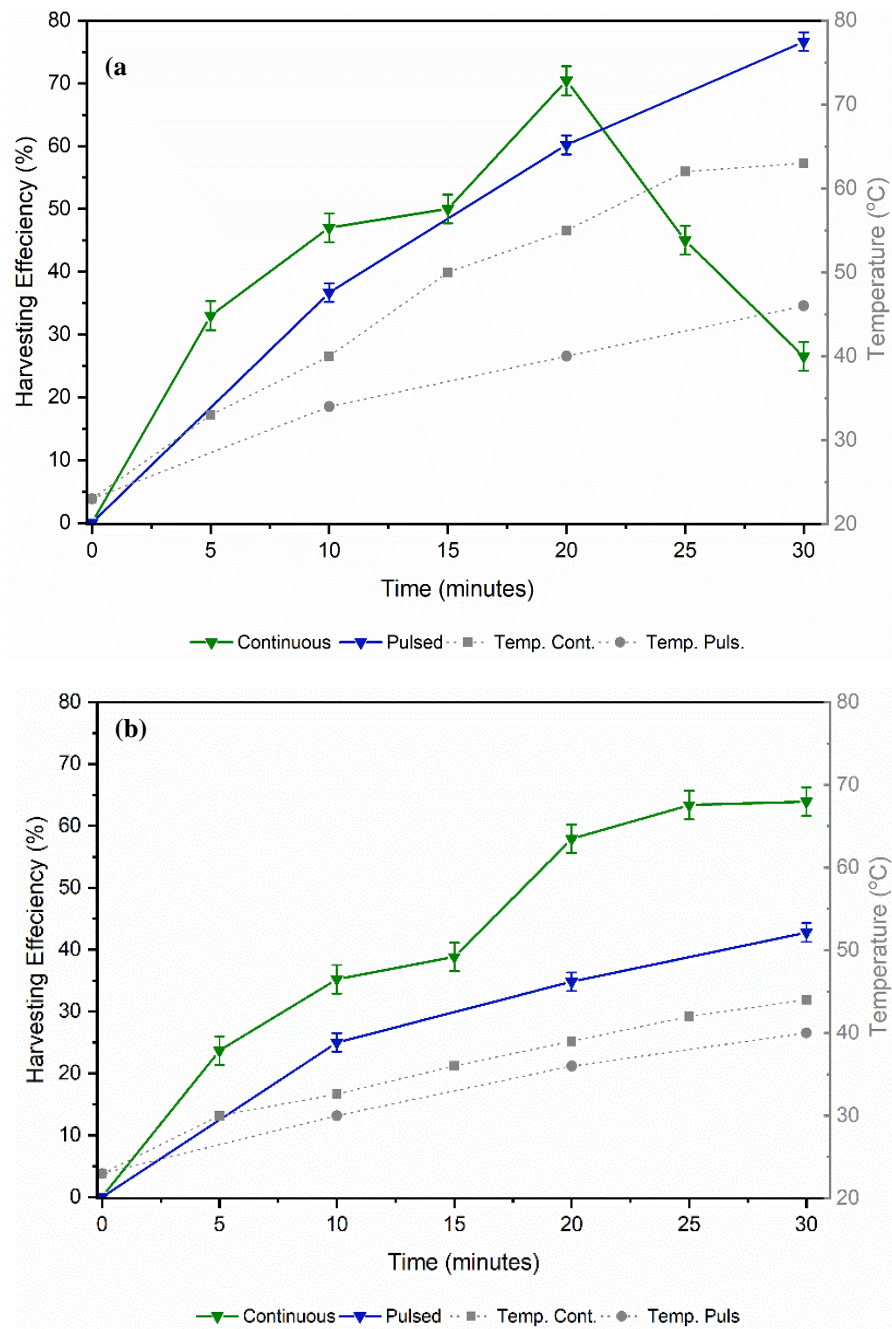 (a
80
70
60
50
40
30
20
10
0
Harvesting Effeciency (%)
80
70
60
50
40
30
20
Temperature (°C)
0 5 10 15 20 25 30
Time (minutes)
Continuous Pulsed Temp. Cont. Temp. Puls.
(b)
80
70
60
50
40
30
20
10
0
Harvesting Effeciency (%)
80
70
60
50
40
30
20
Temperature (°C)
0 5 10 15 20 25 30
Time (minutes)
Continuous Pulsed Temp. Cont. Temp. Puls